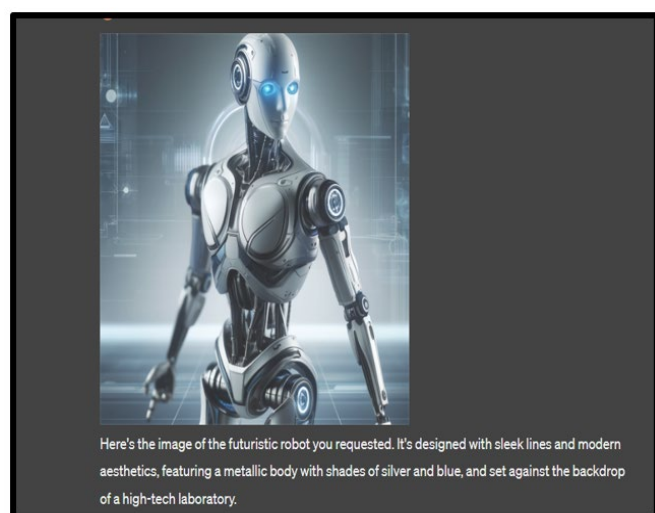 Here's the image of the futuristic robot you requested. It's designed with sleek lines and modern
aesthetics, featuring a metallic body with shades of silver and blue, and set against the backdrop
of a high-tech laboratory.